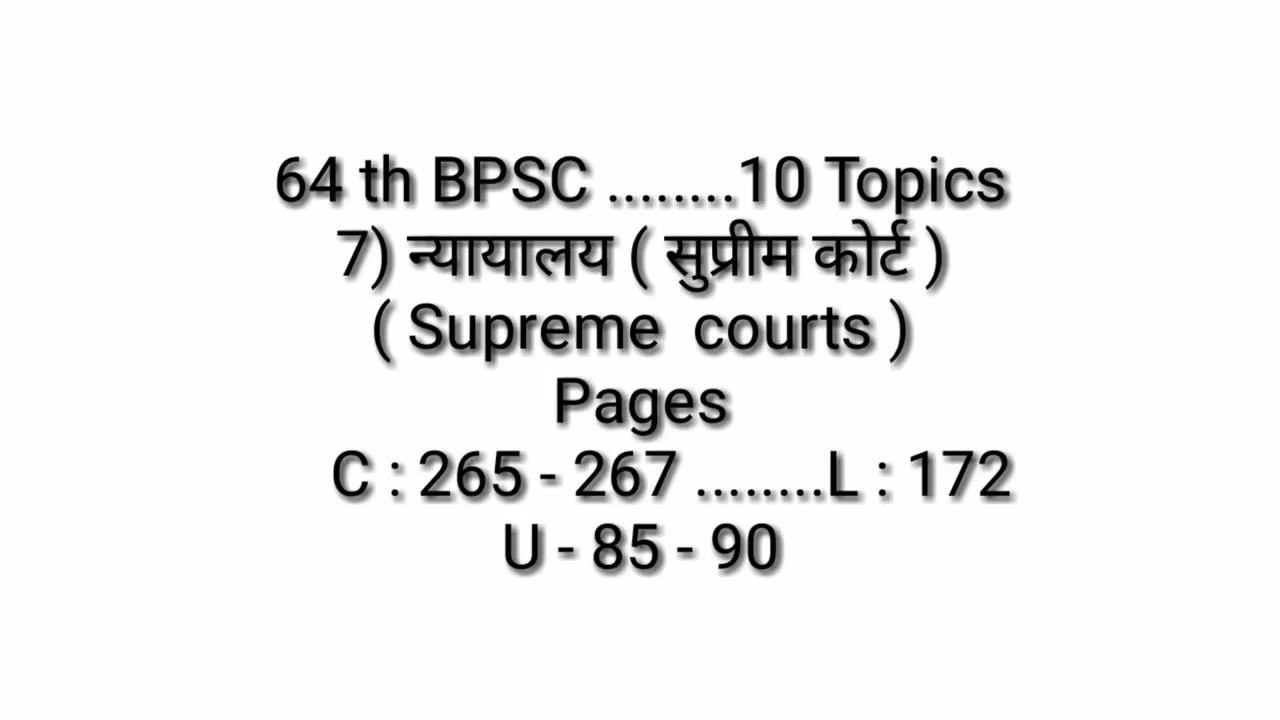 64 th BPSC ........10 Topics
7) न्यायालय ( सुप्रीम कोर्ट )
( Supreme courts )
Pages
C : 265 - 267 ........L : 172
U - 85 - 90